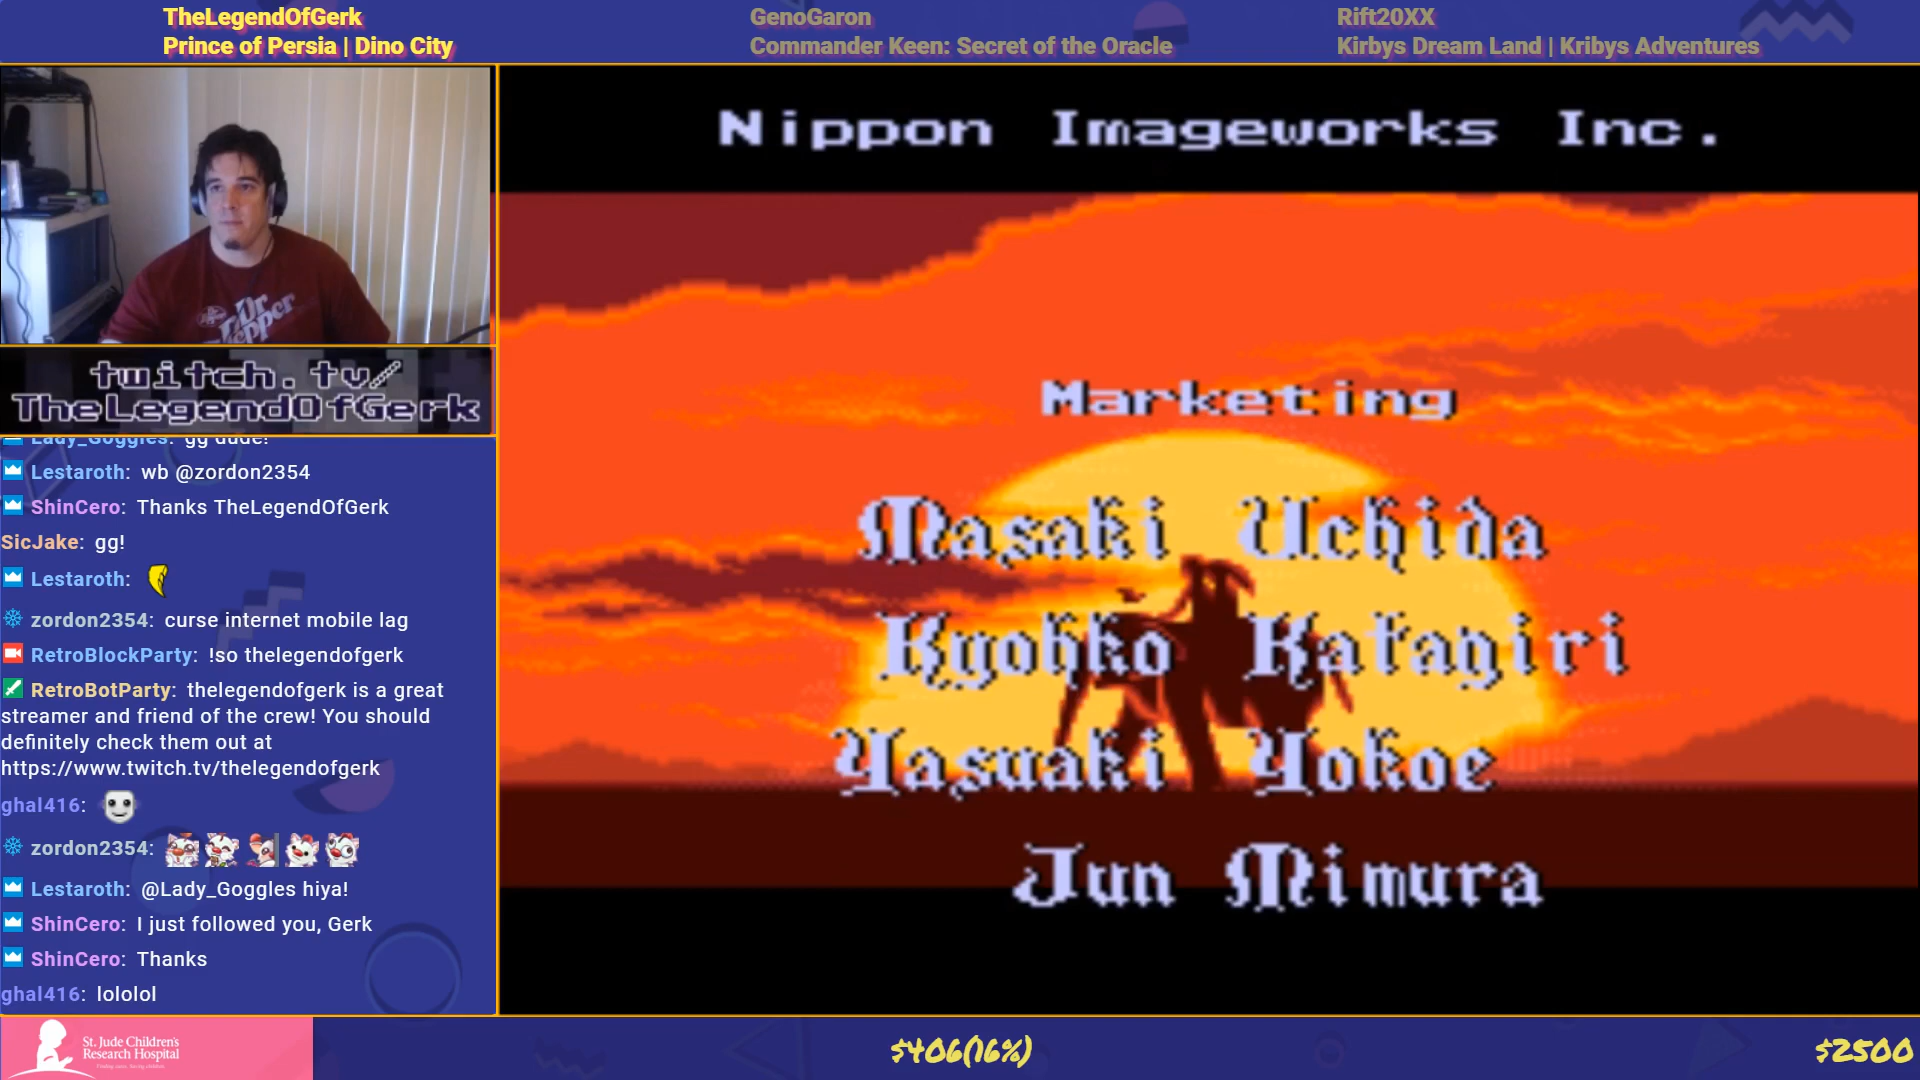 TheLegendOfGerk
Prince of Persia | Dino City
GenoGaron
Commander Keen: Secret of the Oracle
Rift20XX
Kirbys Dream Land | Kribys Adventures
Dr
Pepper
twitch.tv/
TheLegendOfGerk
Lady_Goggles: gg dude!
Lestaroth: wb @zordon2354
ShinCero: Thanks TheLegendOfGerk
SicJake: gg!
Lestaroth:
zordon2354: curse internet mobile lag
RetroBlockParty: !so thelegendofgerk
RetroBotParty: thelegendofgerk is a great
streamer and friend of the crew! You should
definitely check them out at
https://www.twitch.tv/thelegendofgerk
ghal416:
zordon2354:
Lestaroth: @Lady_Goggles hiya!
ShinCero: I just followed you, Gerk
ShinCero: Thanks
ghal416: lololol
Nippon Imageworks Inc.
Marketing
Masaki Uchida
Kyohko Katagiri
Yasuaki Yokoe
Jun Mimura
St. Jude Children's
Research Hospital
$406(16%)
$2500